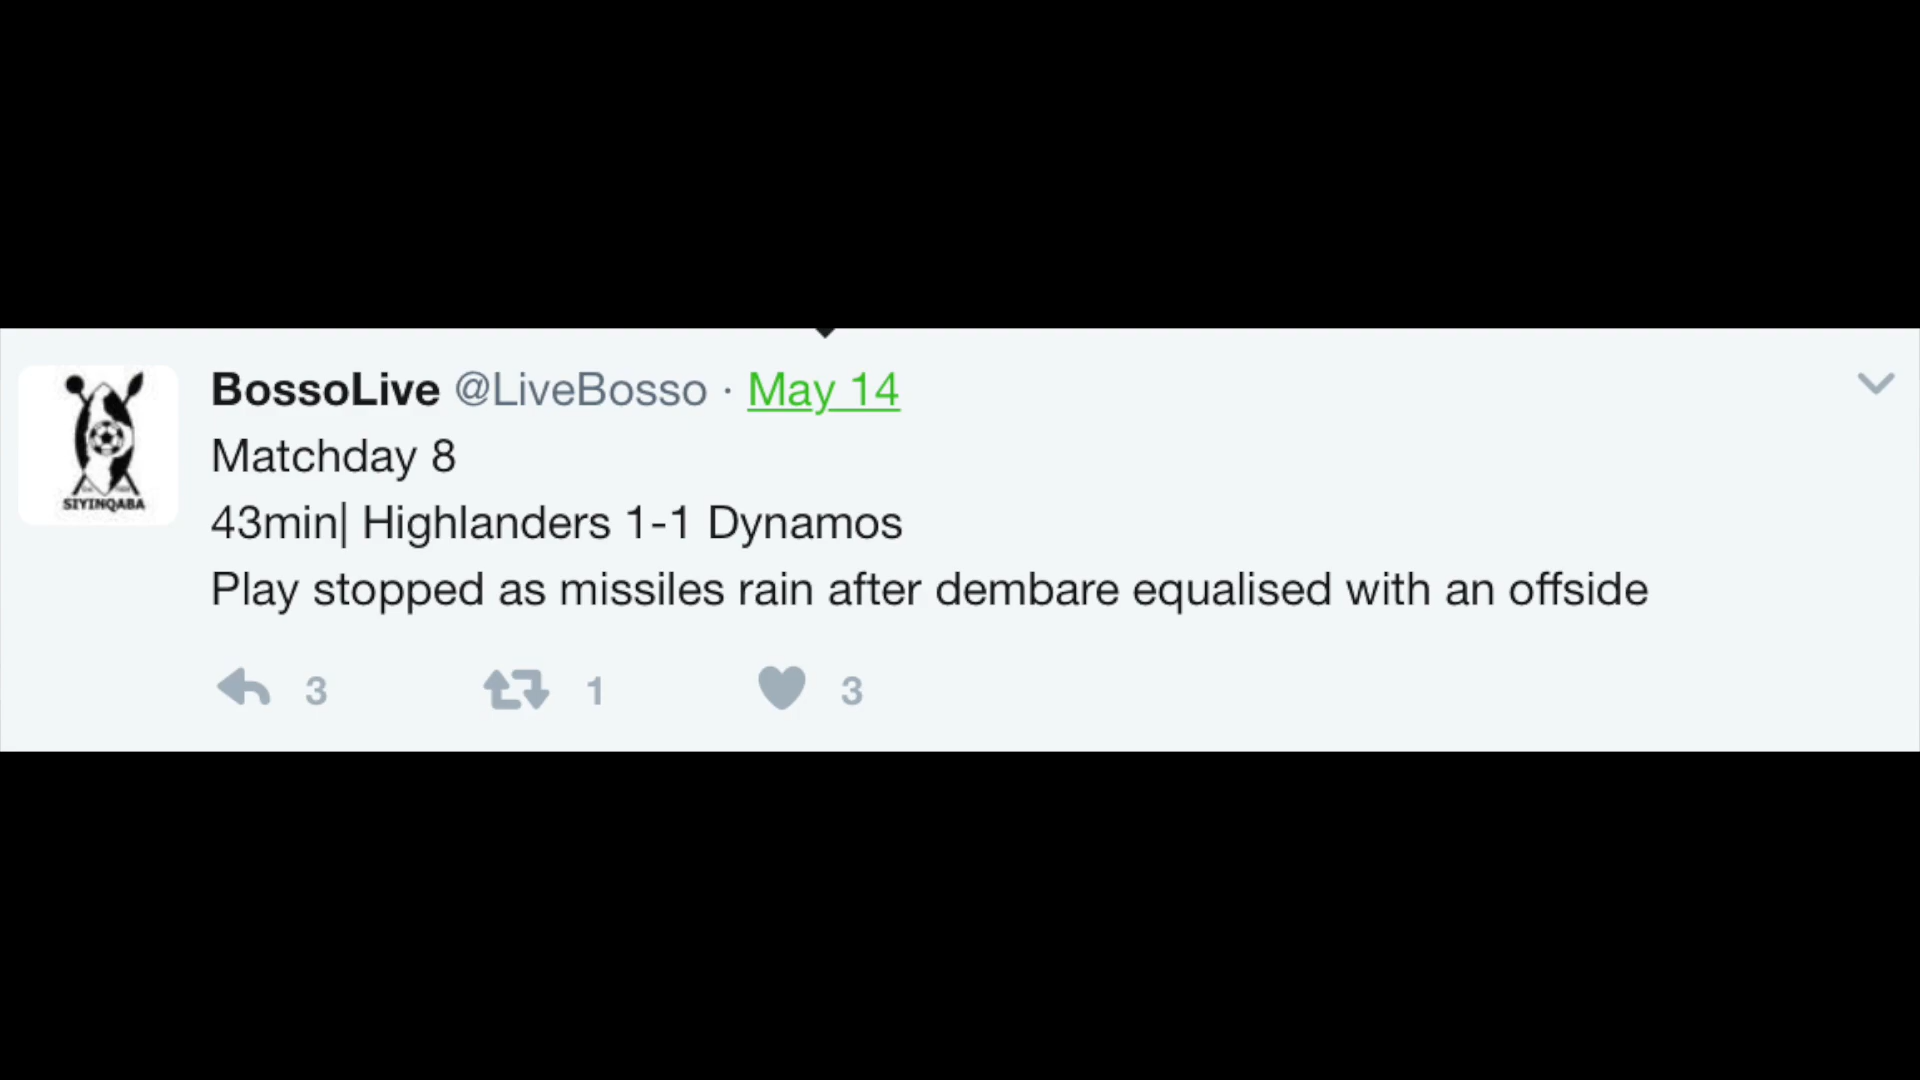 BossoLive @LiveBosso · May 14
Matchday 8
43min| Highlanders 1-1 Dynamos
Play stopped as missiles rain after dembare equalised with an offside
SIYINQABA
3 1 3